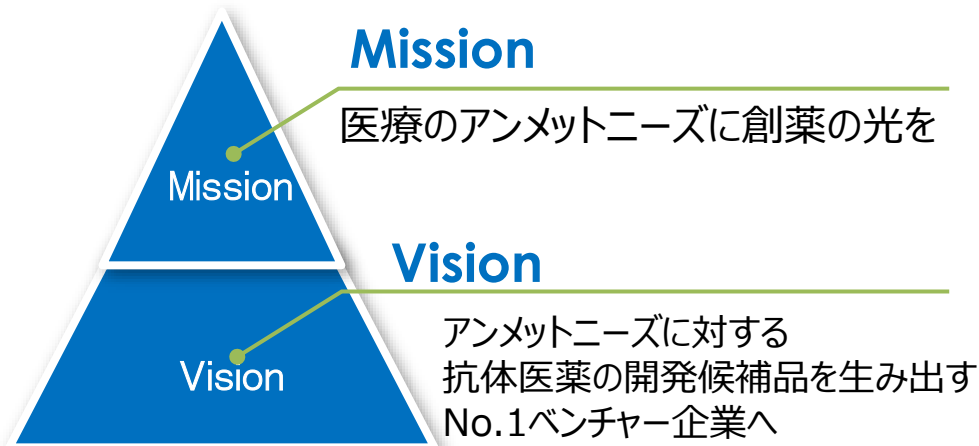 Mission
医療のアンメットニーズに創薬の光を
Mission
Vision
アンメットニーズに対する
抗体医薬の開発候補品を生み出す
No.1ベンチャー企業へ
Vision